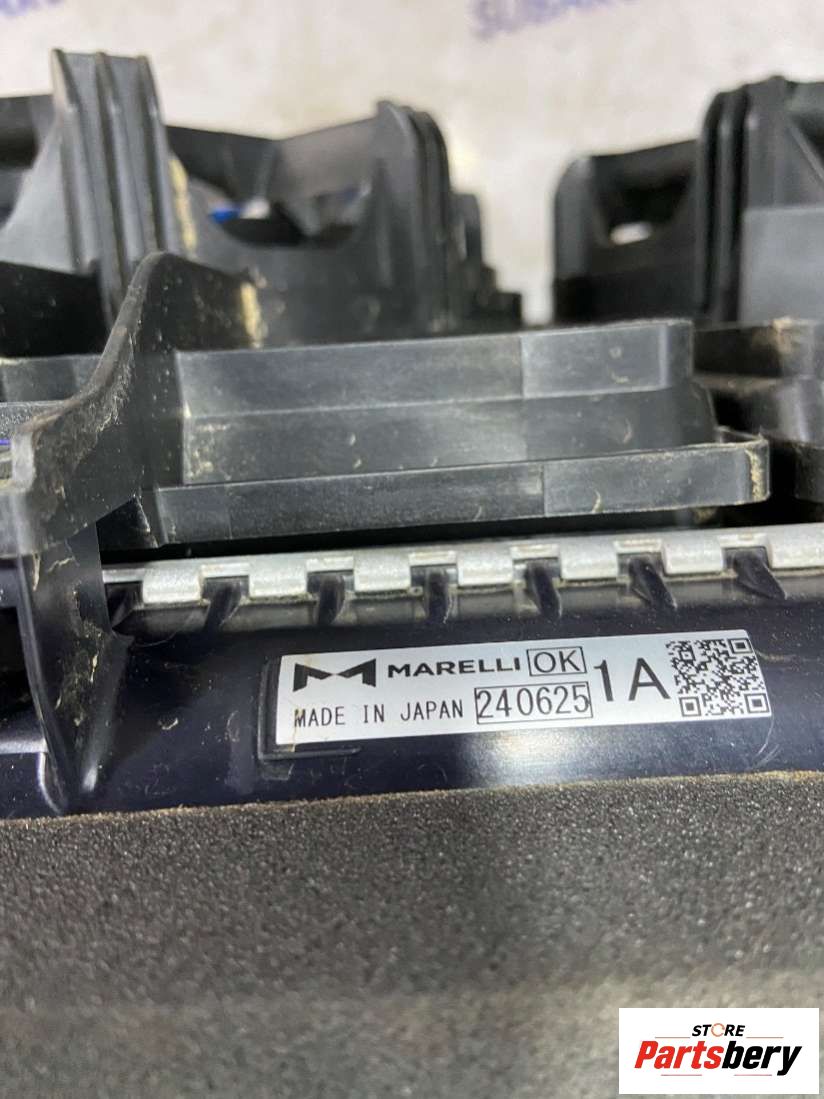 MARELLI OK
1A
MADE IN JAPAN 240625
STORE
Partsbery